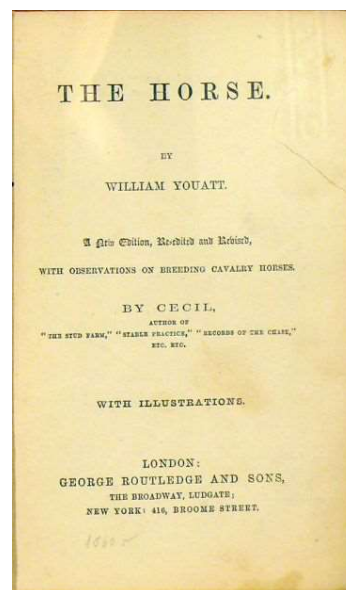 THE HORSE.
BY
WILLIAM YOUATT.
A New Edition, Re-edited and Revised,
WITH OBSERVATIONS ON BREEDING CAVALRY HORSES.
BY CECIL,
AUTHOR OF
"THE STUD FARM," "STABLE PRACTICE," "RECORDS OF THE CHASE,"
ETC. ETC.
WITH ILLUSTRATIONS.
LONDON:
GEORGE ROUTLEDGE AND SONS,
THE BROADWAY, LUDGATE;
NEW YORK: 416, BROOME STREET.